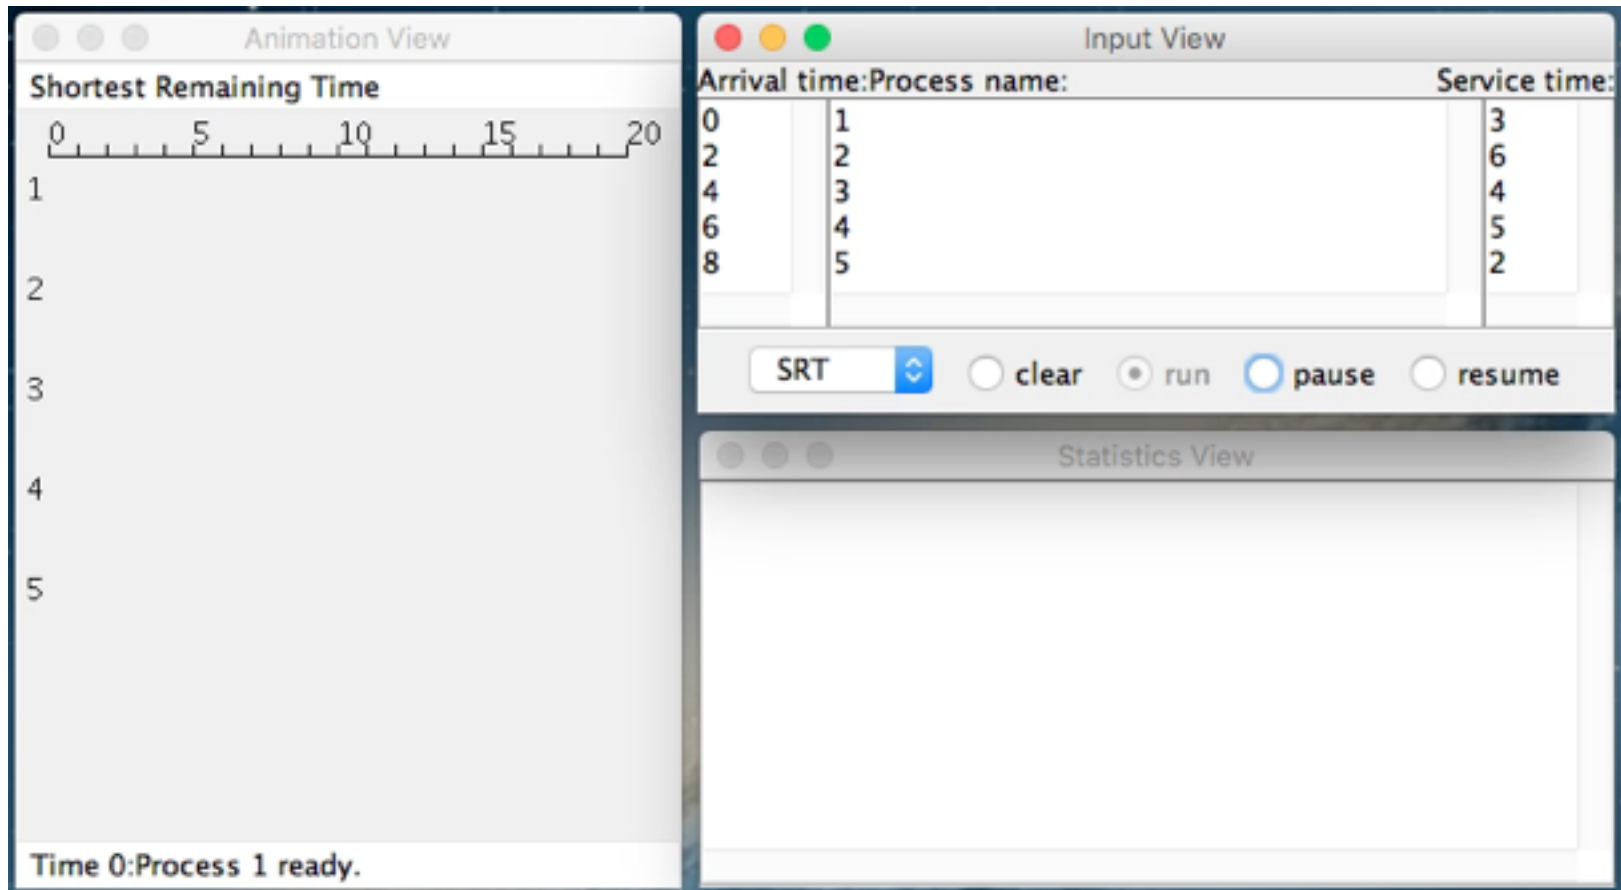 Animation View
Shortest Remaining Time
0 5 10 15 20
1
2
3
4
5
Time 0:Process 1 ready.
Input View
Arrival time:Process name: Service time:
0 1 3
2 2 6
4 3 4
6 4 5
8 5 2
SRT clear run pause resume
Statistics View